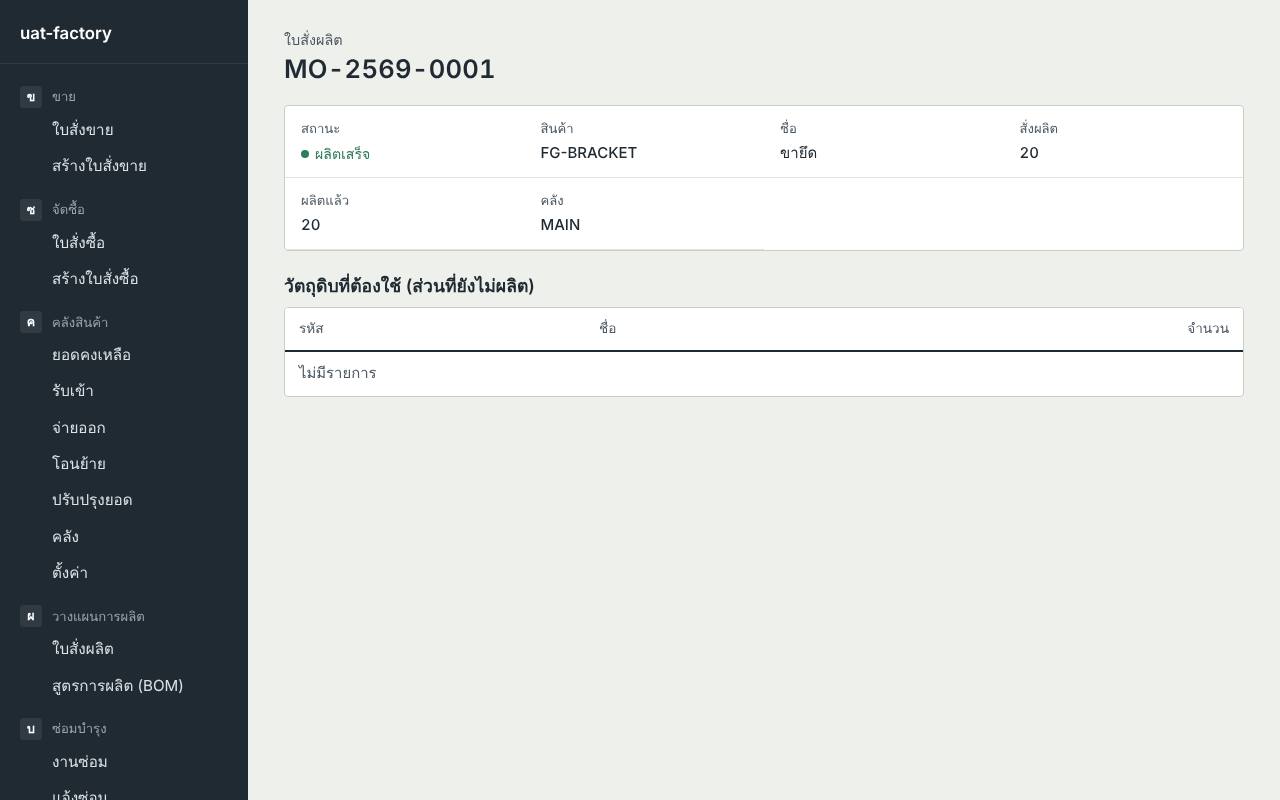 uat-factory
ข ขาย
ใบสั่งขาย
สร้างใบสั่งขาย
ซ จัดซื้อ
ใบสั่งซื้อ
สร้างใบสั่งซื้อ
ค คลังสินค้า
ยอดคงเหลือ
รับเข้า
จ่ายออก
โอนย้าย
ปรับปรุงยอด
คลัง
ตั้งค่า
ผ วางแผนการผลิต
ใบสั่งผลิต
สูตรการผลิต (BOM)
บ ซ่อมบำรุง
งานซ่อม
แจ้งซ่อม
ใบสั่งผลิต
MO-2569-0001
สถานะ สินค้า ชื่อ สั่งผลิต
ผลิตเสร็จ FG-BRACKET ขายึด 20
ผลิตแล้ว คลัง
20 MAIN
วัตถุดิบที่ต้องใช้ (ส่วนที่ยังไม่ผลิต)
รหัส ชื่อ จำนวน
ไม่มีรายการ